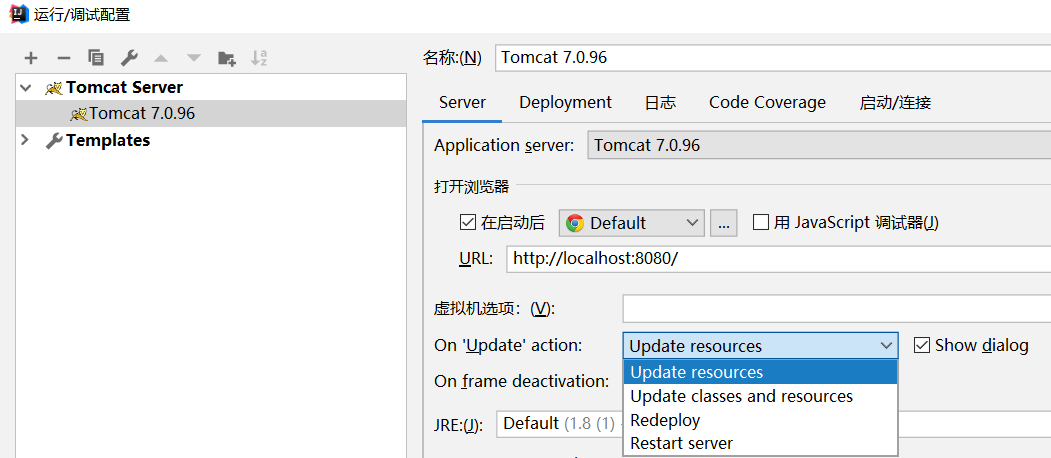 运行/调试配置
名称:(N) Tomcat 7.0.96
Tomcat Server
Tomcat 7.0.96
Templates
Server Deployment 日志 Code Coverage 启动/连接
Application server: Tomcat 7.0.96
打开浏览器
在启动后 Default ... 用 JavaScript 调试器(J)
URL: http://localhost:8080/
虚拟机选项：(V):
On 'Update' action: Update resources Show dialog
Update resources
On frame deactivation:
Update classes and resources
Redeploy
JRE:(J): Default (1.8 (1)
Restart server